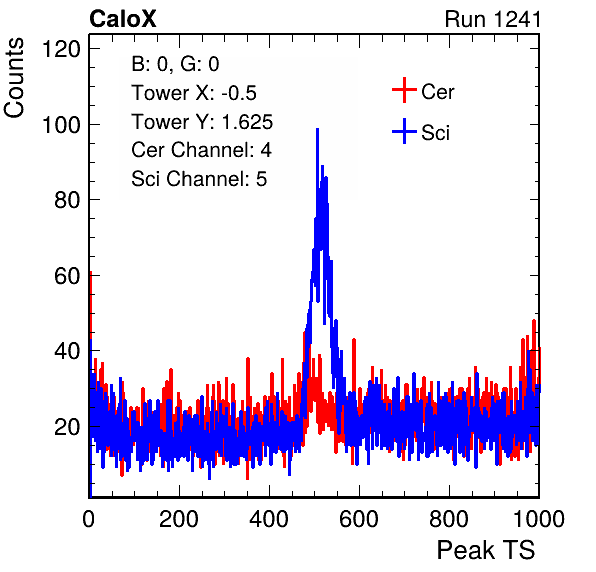 CaloX Run 1241
Counts
120
100
80
60
40
20
B: 0, G: 0
Tower X: -0.5
Tower Y: 1.625
Cer Channel: 4
Sci Channel: 5
Cer
Sci
0 200 400 600 800 1000
Peak TS